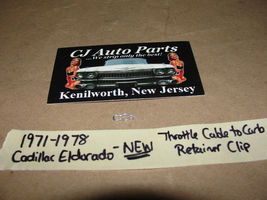 CJ Auto Parts
...We strip only the best!
Kenilworth, New Jersey
1971-1978
Cadillac Eldorado - NEW
Throttle Cable to Carb
Retainer Clip